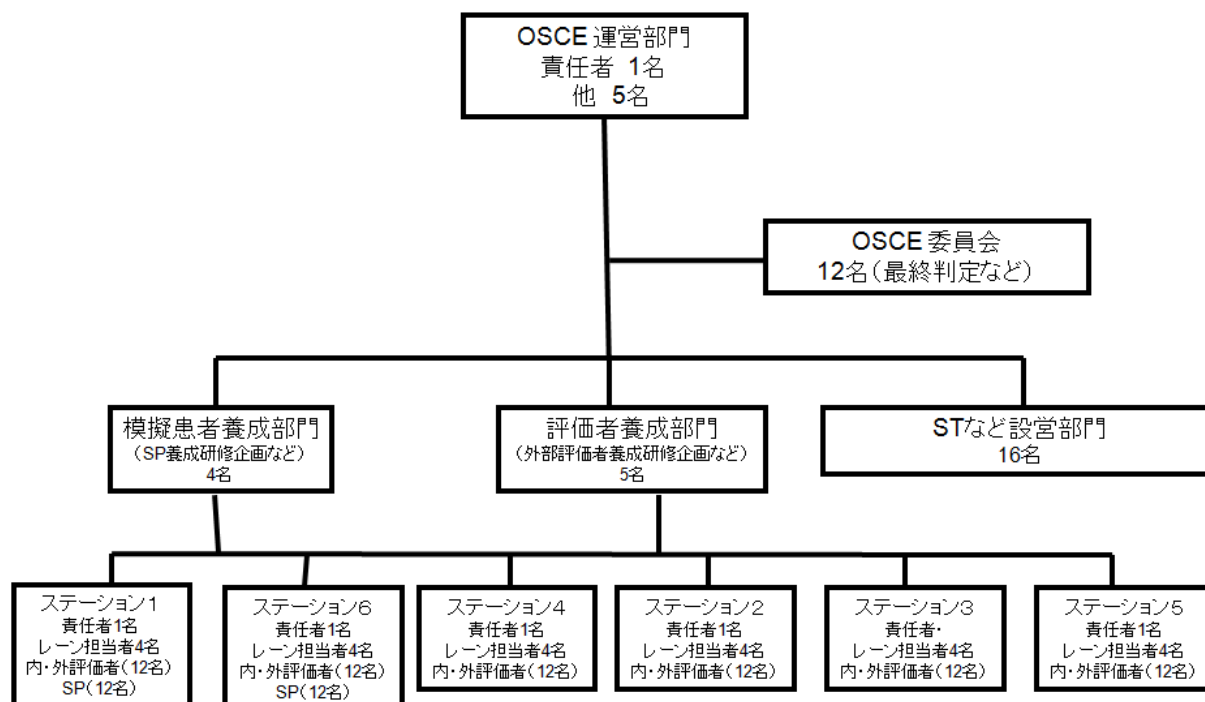 OSCE 運営部門
責任者 1名
他 5名
OSCE 委員会
12名(最終判定など)
模擬患者養成部門
(SP養成研修企画など)
4名
評価者養成部門
(外部評価者養成研修企画など)
5名
STなど設営部門
16名
ステーション1
責任者1名
レーン担当者4名
内・外評価者(12名)
SP(12名)
ステーション6
責任者1名
レーン担当者4名
内・外評価者(12名)
SP(12名)
ステーション4
責任者1名
レーン担当者4名
内・外評価者(12名)
ステーション2
責任者1名
レーン担当者4名
内・外評価者(12名)
ステーション3
責任者・
レーン担当者4名
内・外評価者(12名)
ステーション5
責任者1名
レーン担当者4名
内・外評価者(12名)